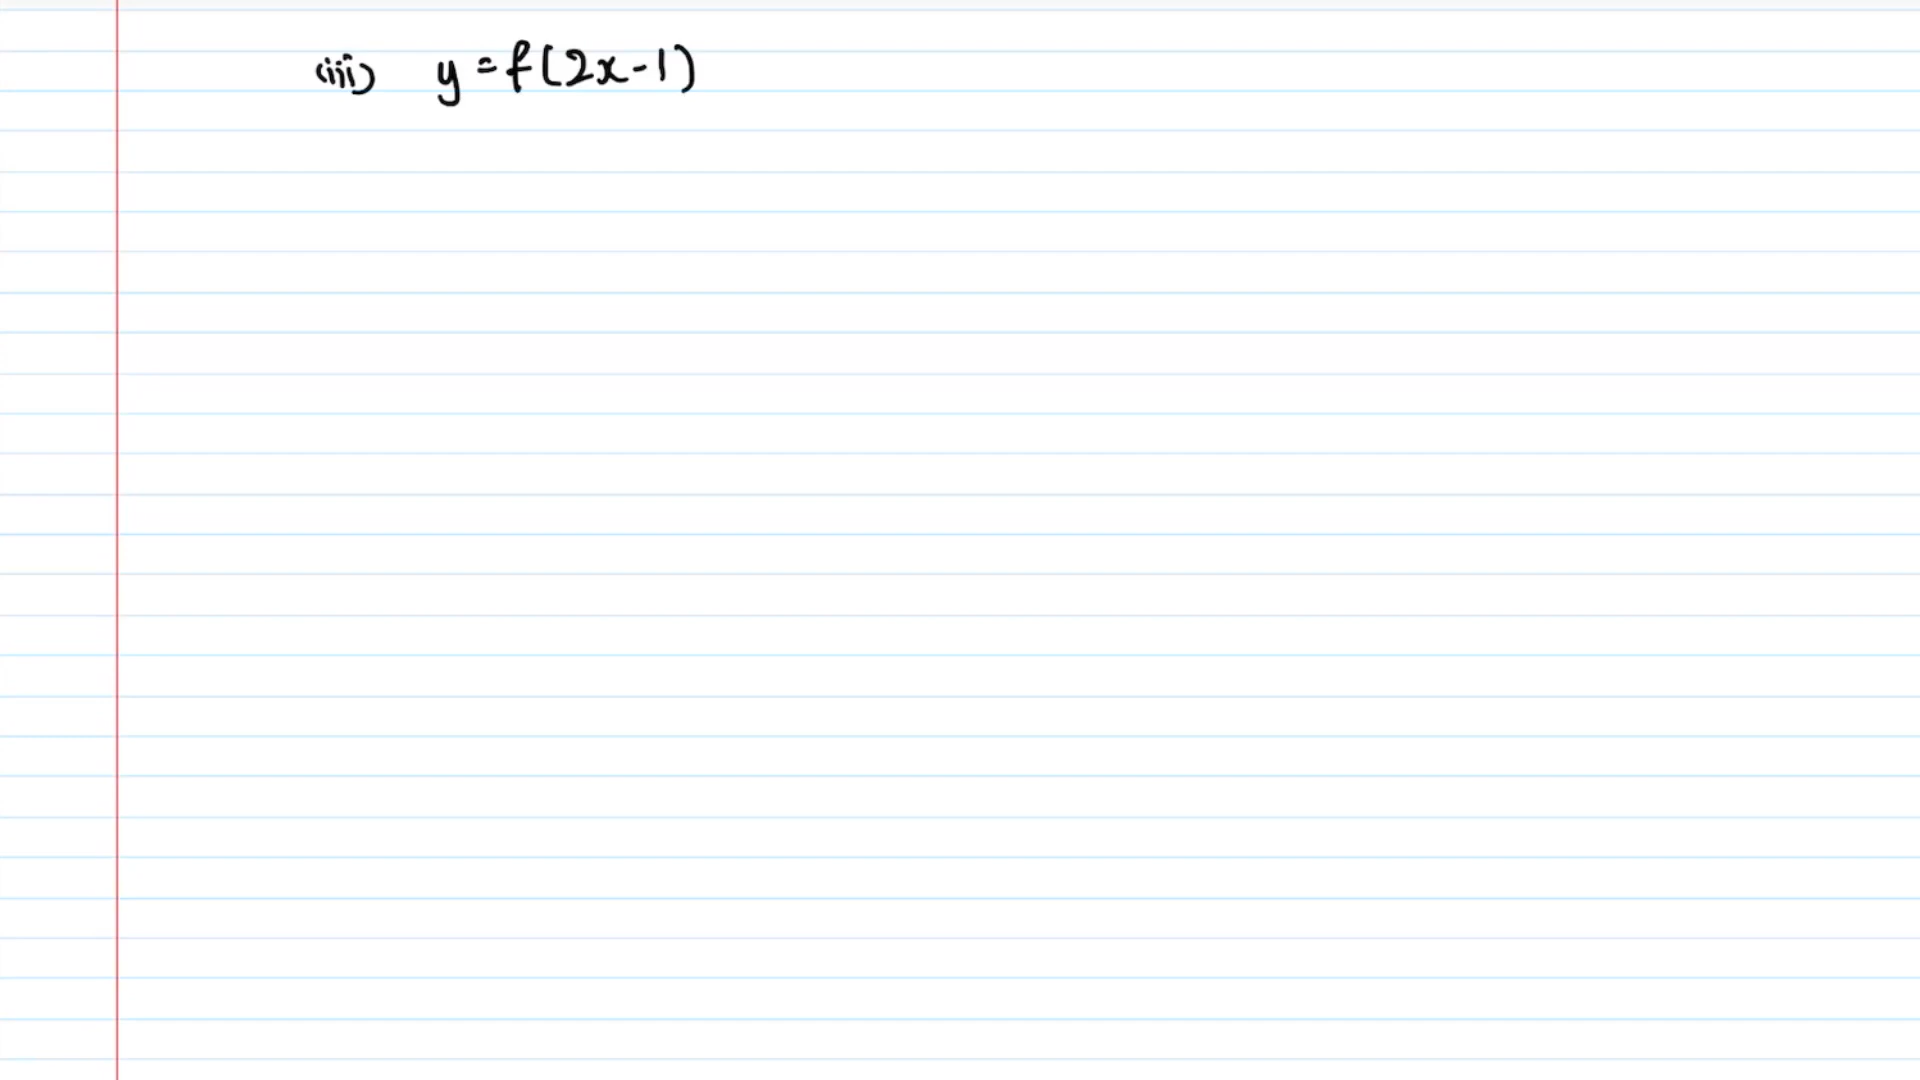 (iii) y = f(2x-1)